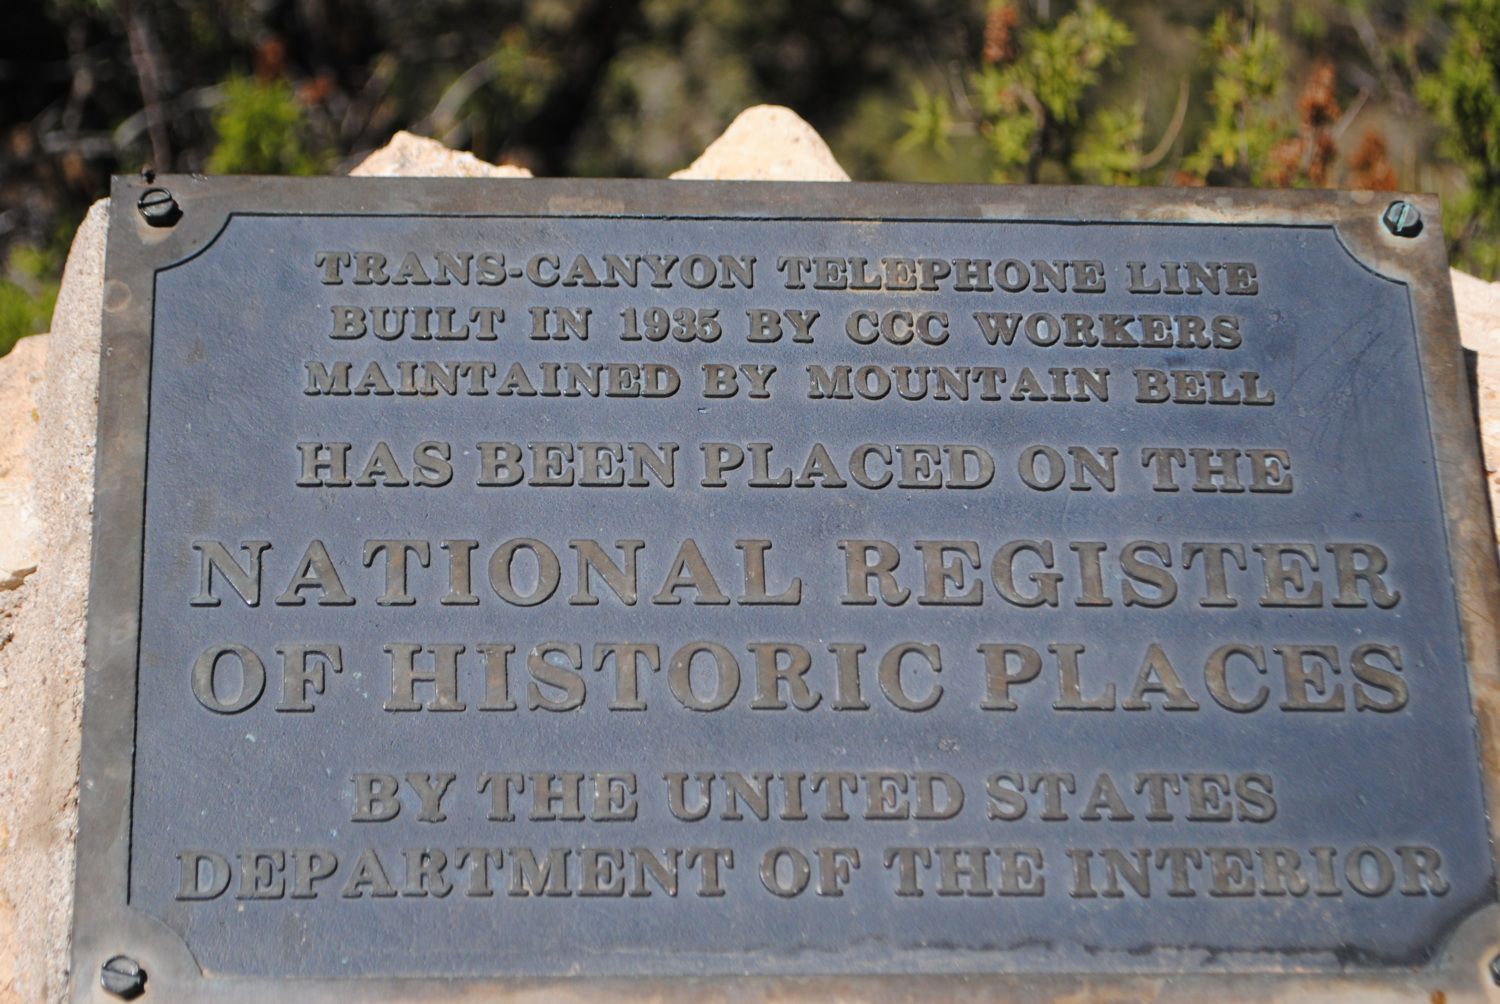 TRANS-CANYON TELEPHONE LINE
BUILT IN 1935 BY CCC WORKERS
MAINTAINED BY MOUNTAIN BELL
HAS BEEN PLACED ON THE
NATIONAL REGISTER
OF HISTORIC PLACES
BY THE UNITED STATES
DEPARTMENT OF THE INTERIOR